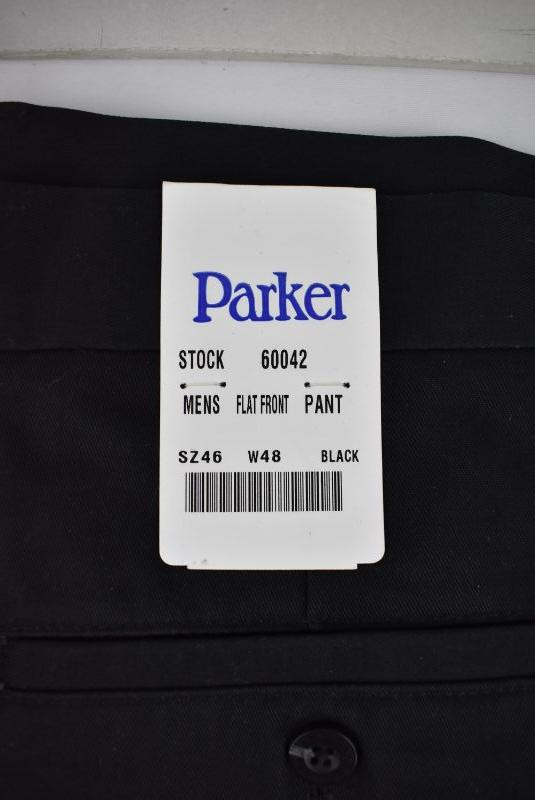 Parker
STOCK 60042
MENS FLAT FRONT PANT
SZ46 W48 BLACK